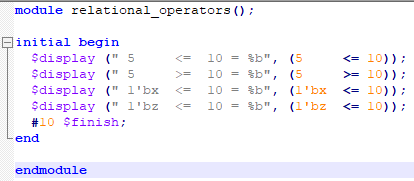 module relational_operators();
initial begin
$display (" 5     <=  10 = %b", (5     <= 10));
$display (" 5     >=  10 = %b", (5     >= 10));
$display (" 1'bx  <=  10 = %b", (1'bx  <= 10));
$display (" 1'bz  <=  10 = %b", (1'bz  <= 10));
#10 $finish;
end
endmodule